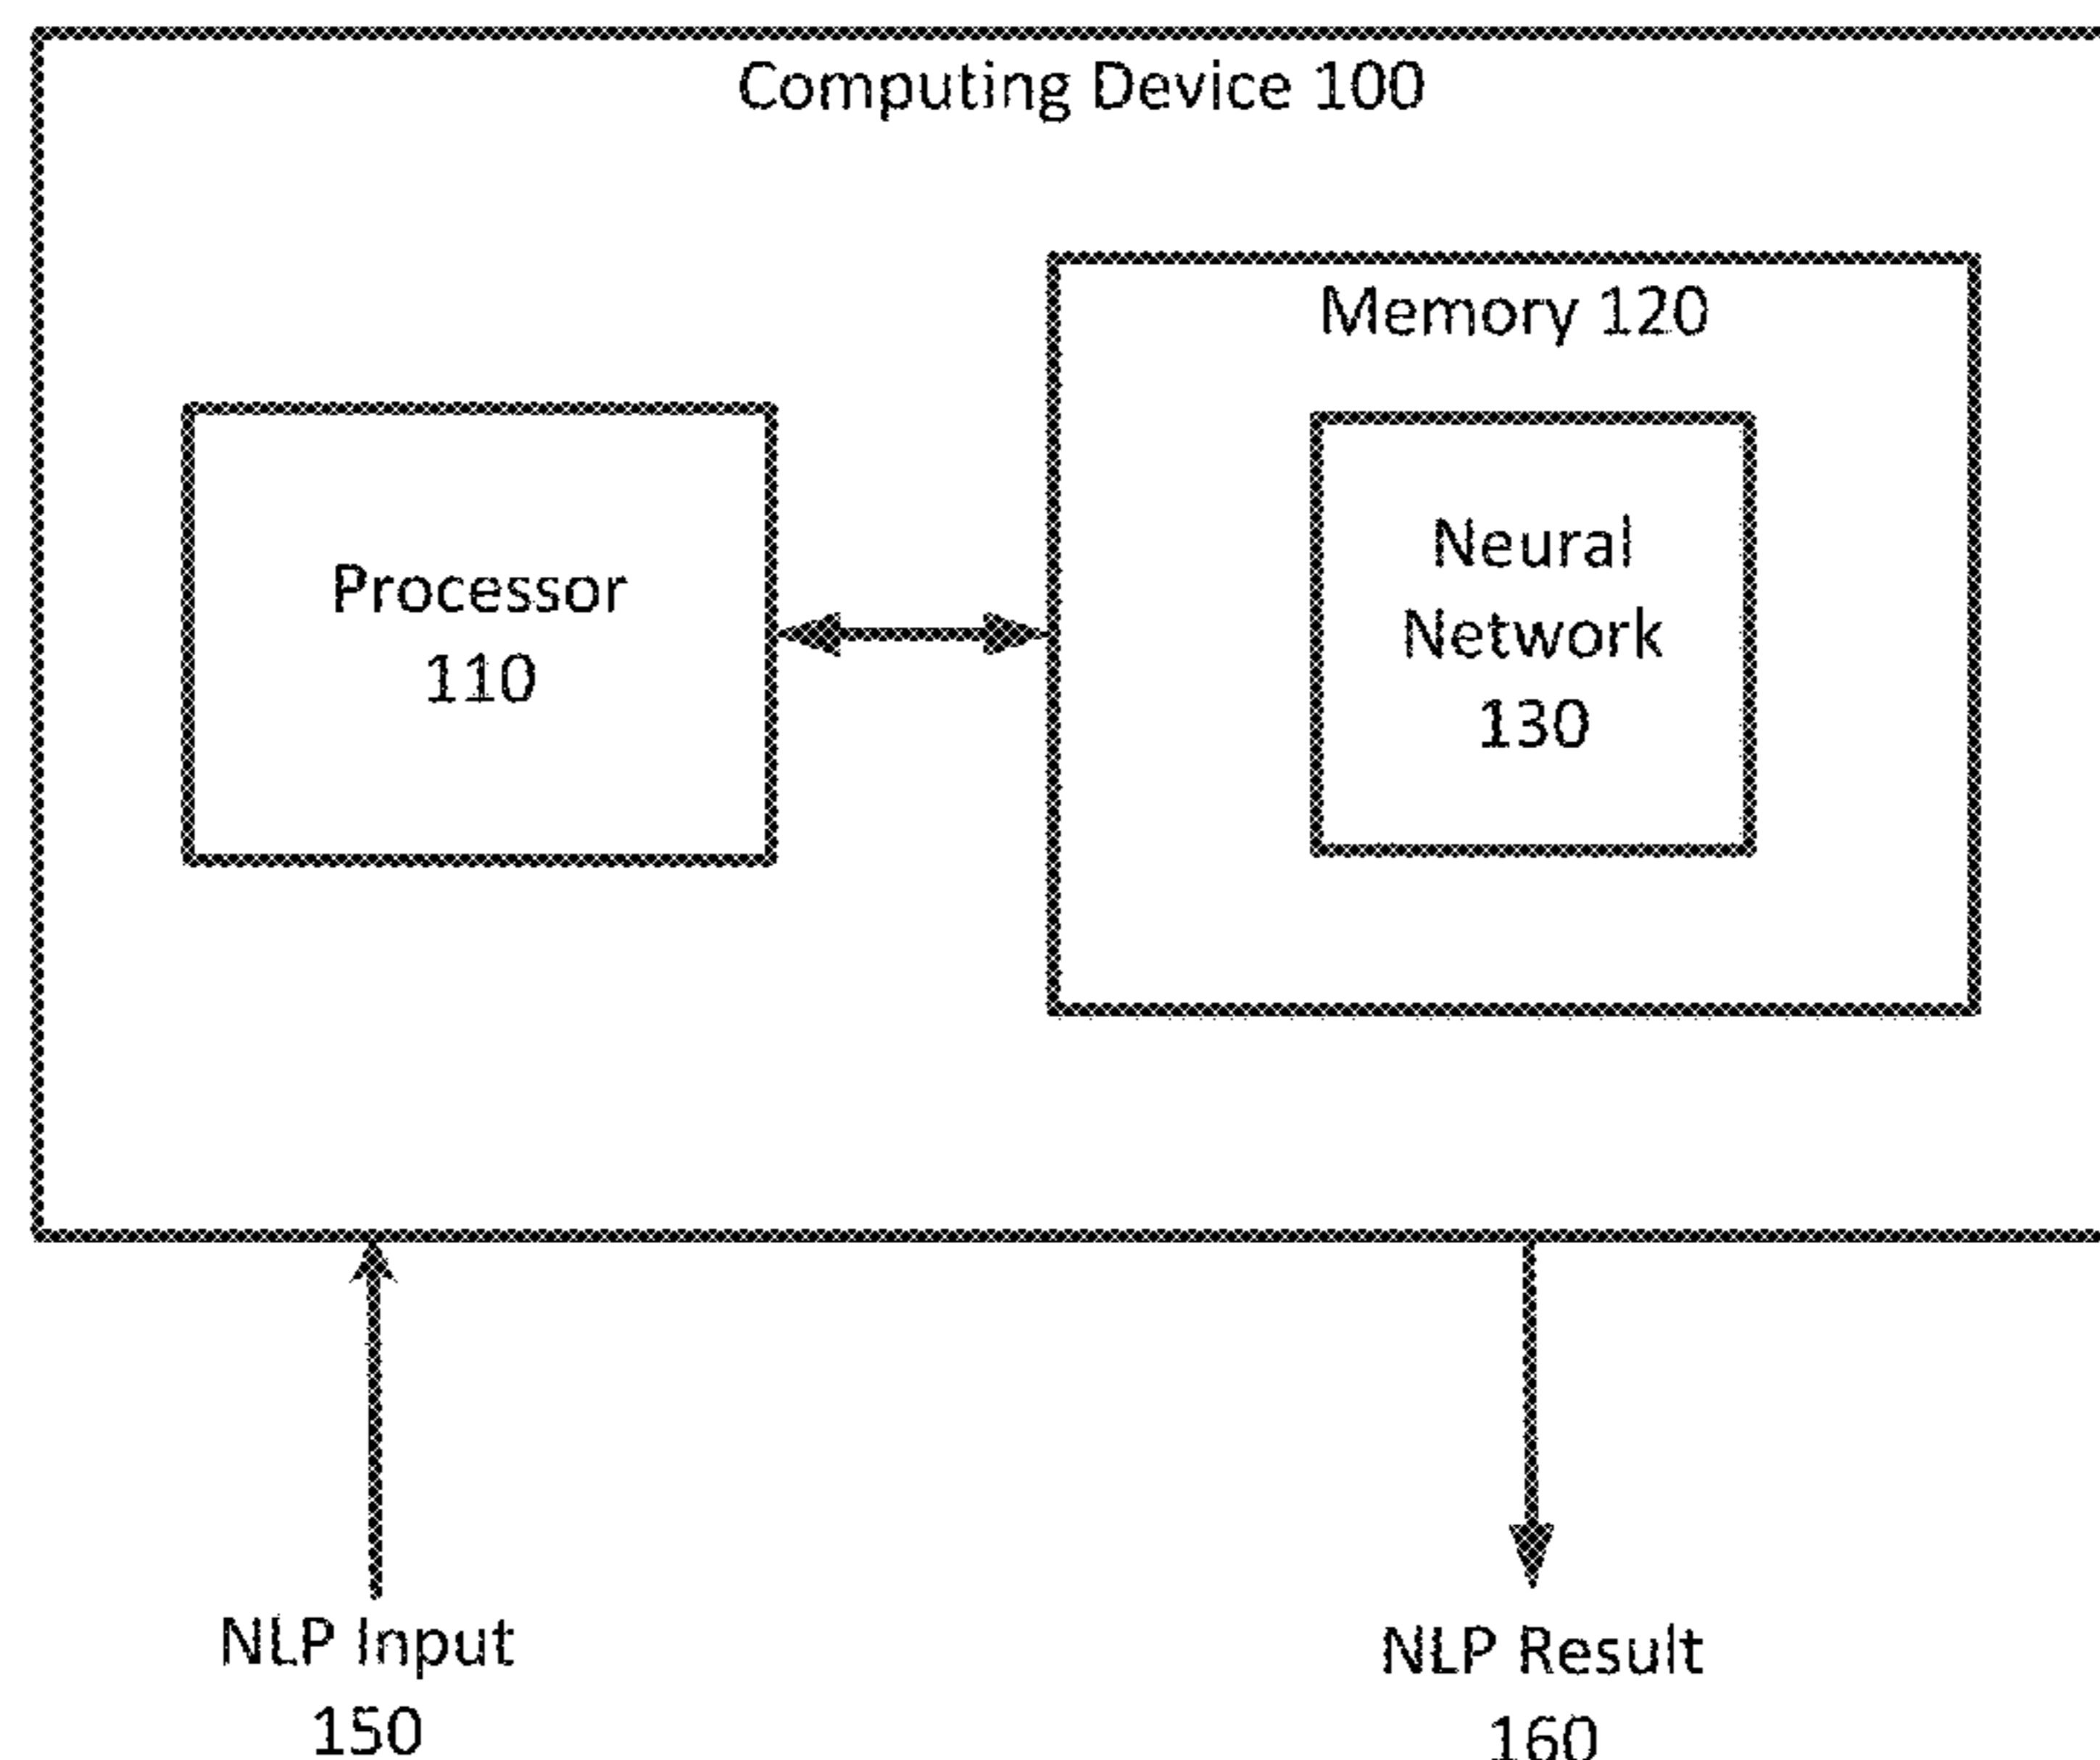 Computing Device 100
Memory 120
Processor
110
Neural
Network
130
NLP Input
150
NLP Result
160